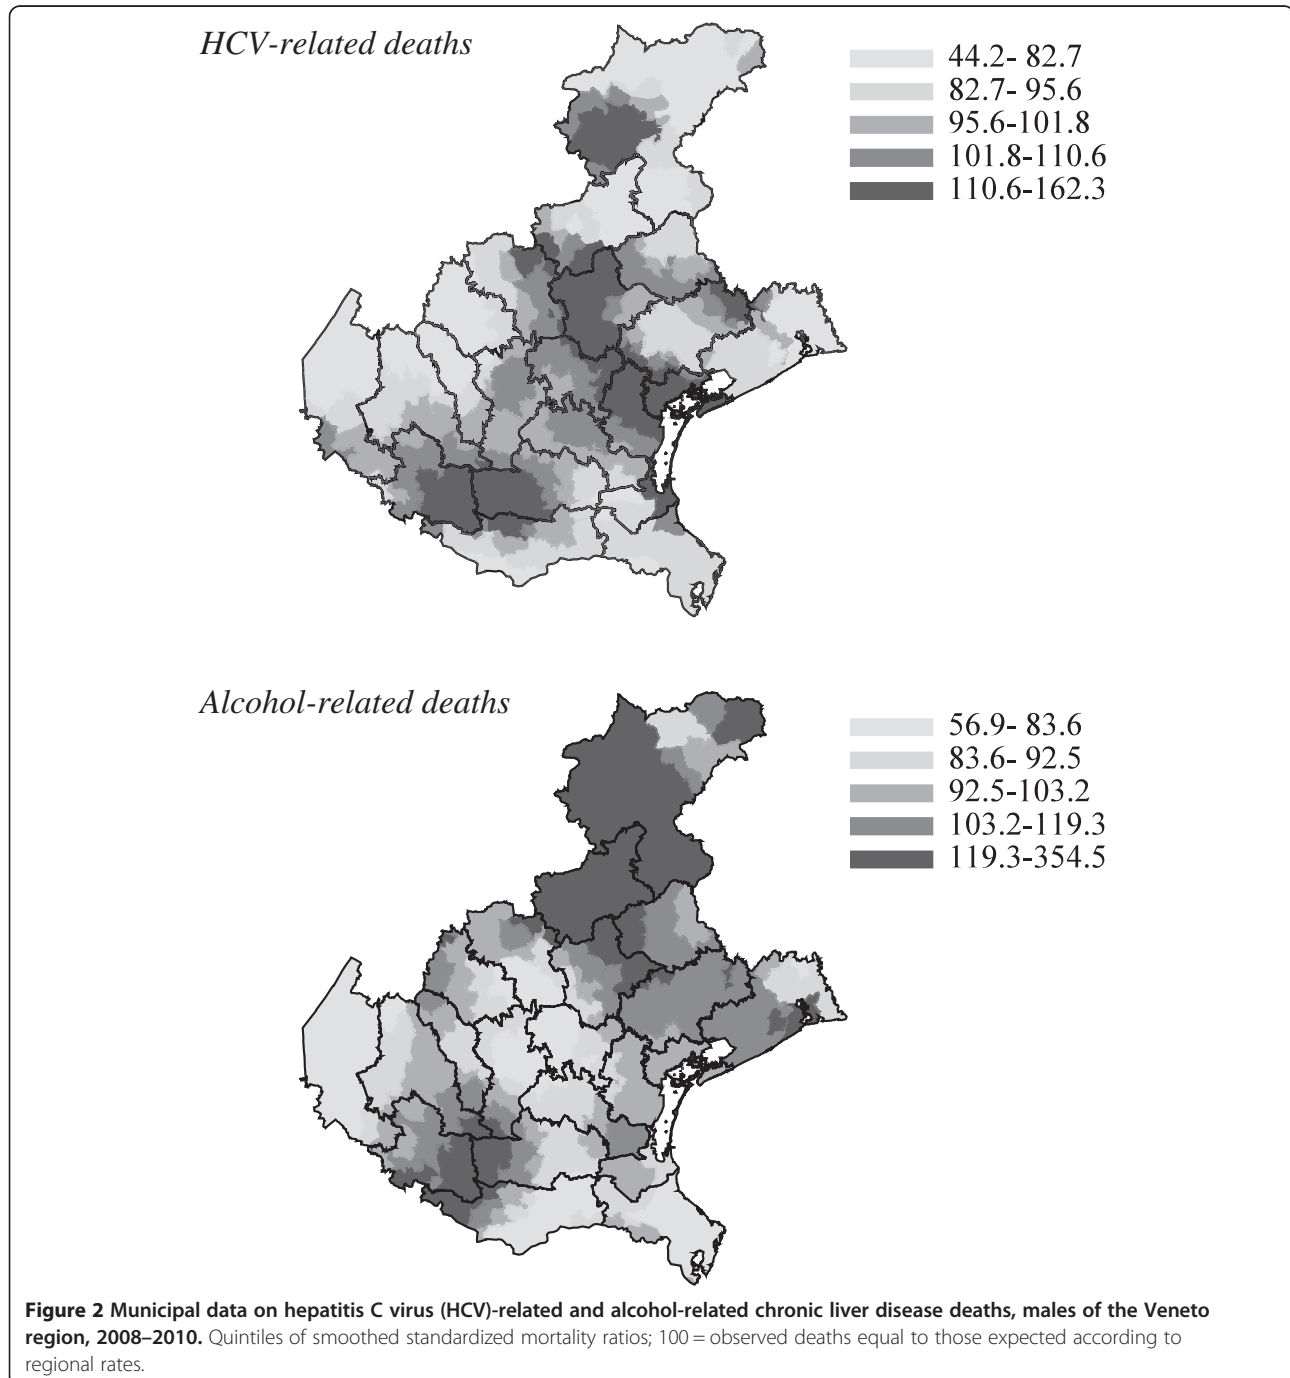 HCV-related deaths
44.2- 82.7
82.7- 95.6
95.6-101.8
101.8-110.6
110.6-162.3
Alcohol-related deaths
56.9- 83.6
83.6- 92.5
92.5-103.2
103.2-119.3
119.3-354.5
Figure 2 Municipal data on hepatitis C virus (HCV)-related and alcohol-related chronic liver disease deaths, males of the Veneto
region, 2008–2010. Quintiles of smoothed standardized mortality ratios; 100 = observed deaths equal to those expected according to
regional rates.